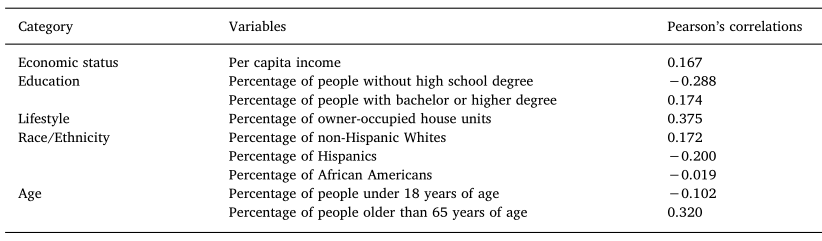 Category Variables Pearson's correlations
Economic status Per capita income 0.167
Education Percentage of people without high school degree −0.288
Percentage of people with bachelor or higher degree 0.174
Lifestyle Percentage of owner-occupied house units 0.375
Race/Ethnicity Percentage of non-Hispanic Whites 0.172
Percentage of Hispanics −0.200
Percentage of African Americans −0.019
Age Percentage of people under 18 years of age −0.102
Percentage of people older than 65 years of age 0.320